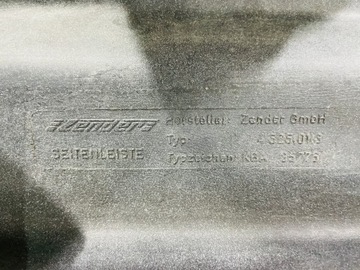 Zender Hersteller: Zender GmbH
Typ
SEITENLEISTE Typzeichen: KBA